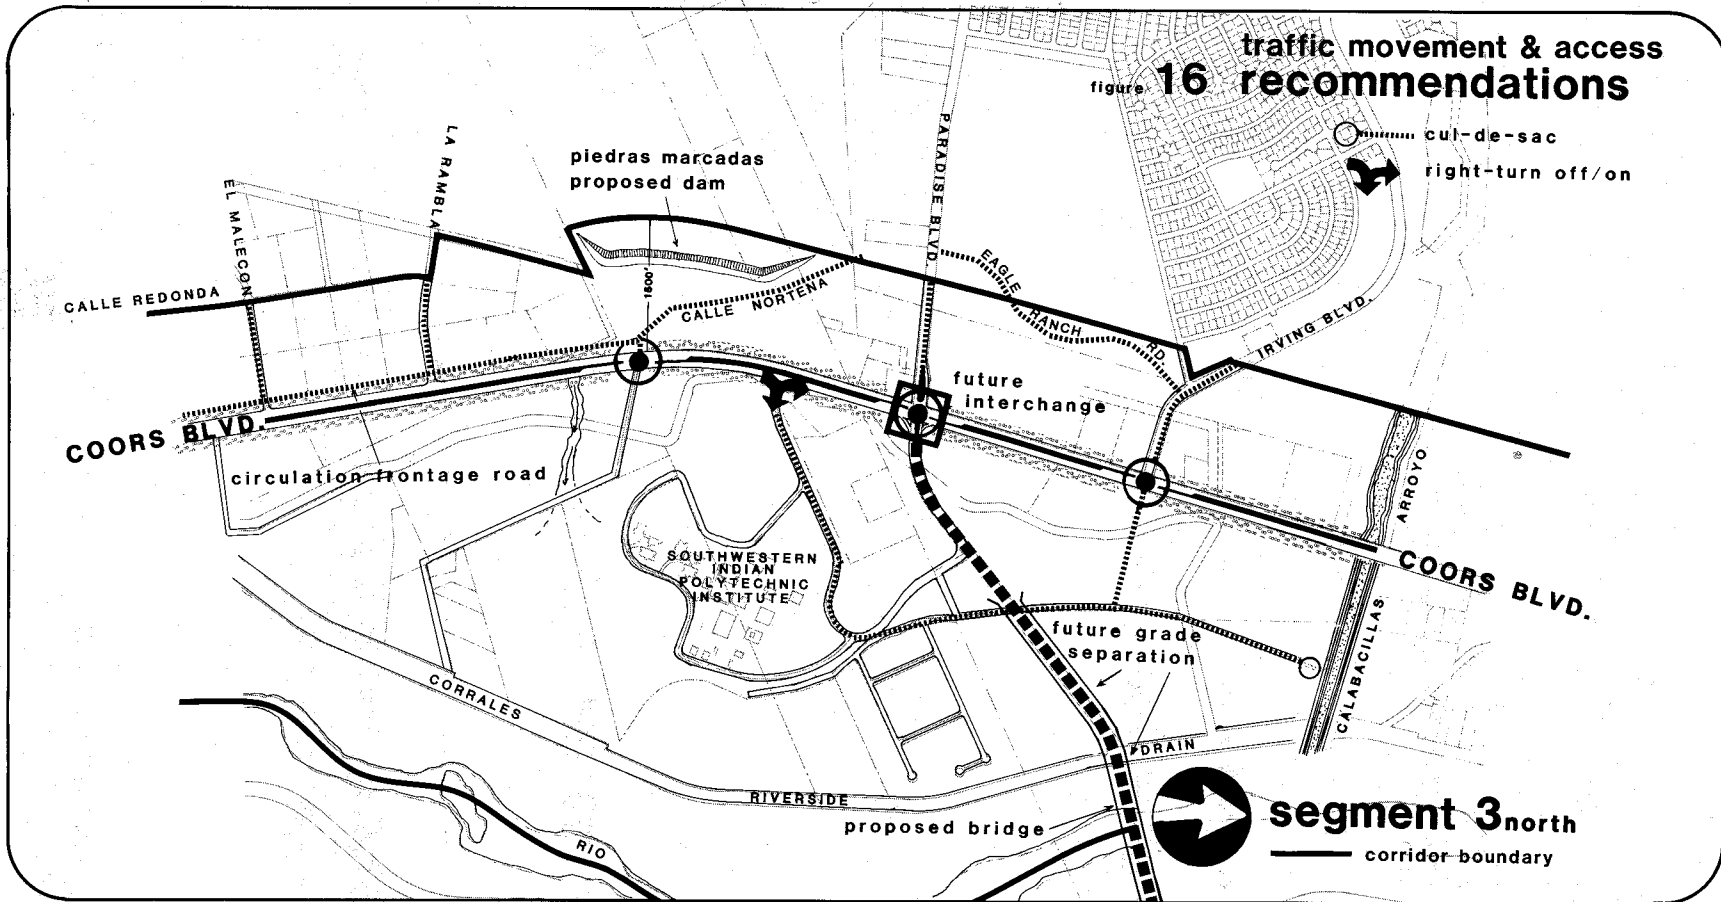 traffic movement & access
figure 16 recommendations
cul-de-sac
right-turn off/on
piedras marcadas
proposed dam
EL MALECON
LA RAMBLA
PARADISE BLVD.
EAGLE RANCH RD.
IRVING BLVD.
CALLE REDONDA
1500'
CALLE NORTENA
COORS BLVD.
circulation frontage road
future
interchange
SOUTHWESTERN
INDIAN
POLYTECHNIC
INSTITUTE
ARROYO
COORS BLVD.
CALABACILLAS
future grade
separation
CORRALES
RIVERSIDE
DRAIN
proposed bridge
RIO
segment 3 north
corridor boundary